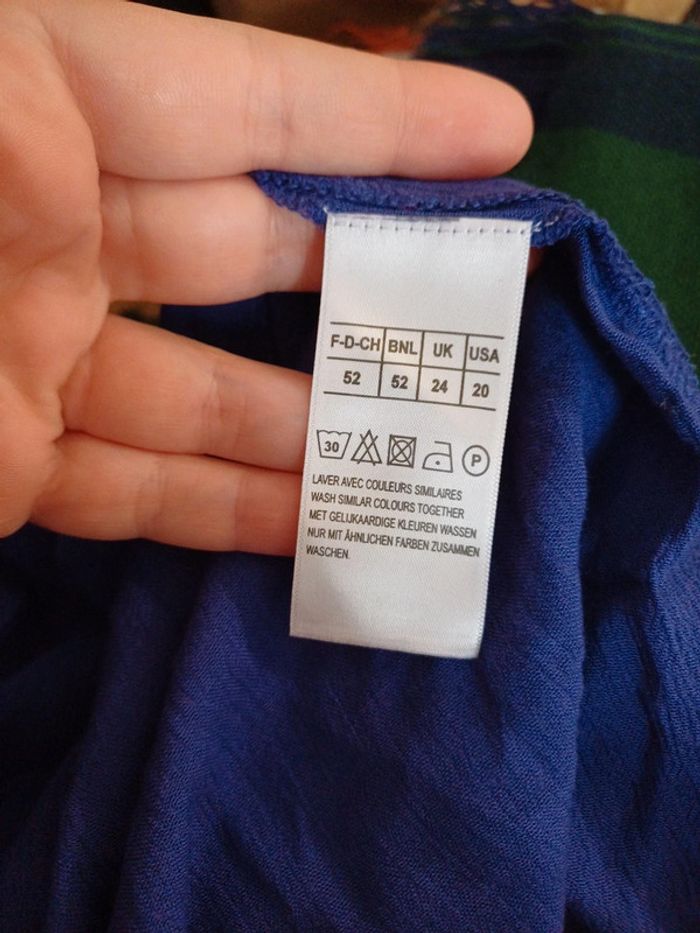 F-D-CH BNL UK USA
52 52 24 20
30 P
LAVER AVEC COULEURS SIMILAIRES
WASH SIMILAR COLOURS TOGETHER
MET GELIJKAARDIGE KLEUREN WASSEN
NUR MIT ÄHNLICHEN FARBEN ZUSAMMEN
WASCHEN.